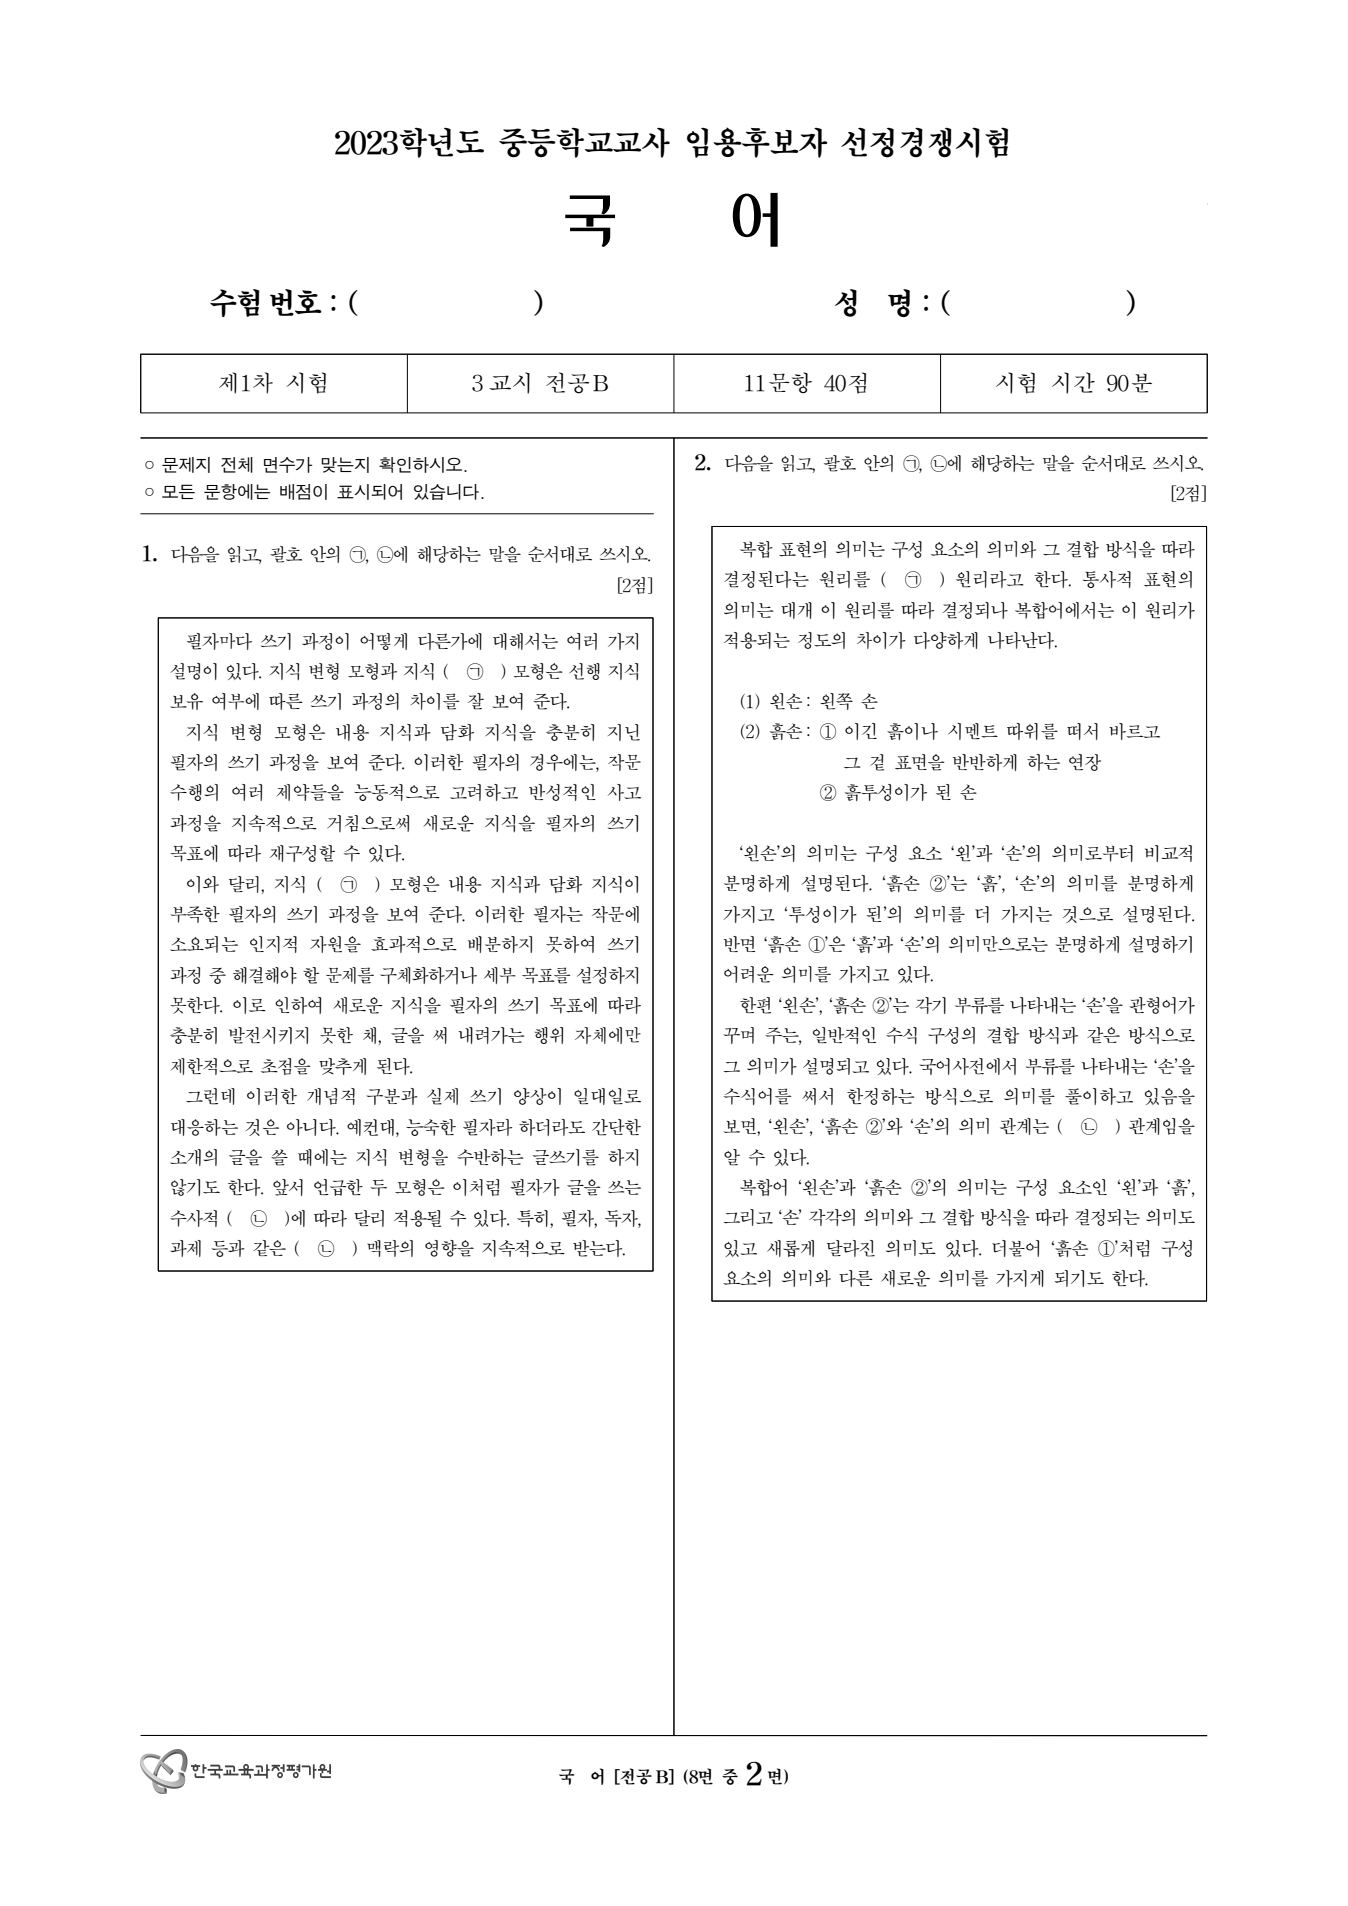 2023학년도 중등학교교사 임용후보자 선정경쟁시험
국 어
수험 번호 : ( )
성 명 : ( )
제1차 시험
3교시 전공B
11문항 40점
시험 시간 90분
○ 문제지 전체 면수가 맞는지 확인하시오.
○ 모든 문항에는 배점이 표시되어 있습니다.
1. 다음을 읽고, 괄호 안의 ㉠, ㉡에 해당하는 말을 순서대로 쓰시오.
[2점]
필자마다 쓰기 과정이 어떻게 다른가에 대해서는 여러 가지
설명이 있다. 지식 변형 모형과 지식 ( ㉠ ) 모형은 선행 지식
보유 여부에 따른 쓰기 과정의 차이를 잘 보여 준다.
지식 변형 모형은 내용 지식과 담화 지식을 충분히 지닌
필자의 쓰기 과정을 보여 준다. 이러한 필자의 경우에는, 작문
수행의 여러 제약들을 능동적으로 고려하고 반성적인 사고
과정을 지속적으로 거침으로써 새로운 지식을 필자의 쓰기
목표에 따라 재구성할 수 있다.
이와 달리, 지식 ( ㉠ ) 모형은 내용 지식과 담화 지식이
부족한 필자의 쓰기 과정을 보여 준다. 이러한 필자는 작문에
소요되는 인지적 자원을 효과적으로 배분하지 못하여 쓰기
과정 중 해결해야 할 문제를 구체화하거나 세부 목표를 설정하지
못한다. 이로 인하여 새로운 지식을 필자의 쓰기 목표에 따라
충분히 발전시키지 못한 채, 글을 써 내려가는 행위 자체에만
제한적으로 초점을 맞추게 된다.
그런데 이러한 개념적 구분과 실제 쓰기 양상이 일대일로
대응하는 것은 아니다. 예컨대, 능숙한 필자라 하더라도 간단한
소개의 글을 쓸 때에는 지식 변형을 수반하는 글쓰기를 하지
않기도 한다. 앞서 언급한 두 모형은 이처럼 필자가 글을 쓰는
수사적 ( ㉡ )에 따라 달리 적용될 수 있다. 특히, 필자, 독자,
과제 등과 같은 ( ㉡ ) 맥락의 영향을 지속적으로 받는다.
2. 다음을 읽고, 괄호 안의 ㉠, ㉡에 해당하는 말을 순서대로 쓰시오.
[2점]
복합 표현의 의미는 구성 요소의 의미와 그 결합 방식을 따라
결정된다는 원리를 ( ㉠ ) 원리라고 한다. 통사적 표현의
의미는 대개 이 원리를 따라 결정되나 복합어에서는 이 원리가
적용되는 정도의 차이가 다양하게 나타난다.
(1) 왼손 : 왼쪽 손
(2) 흙손 : ① 이긴 흙이나 시멘트 따위를 떠서 바르고
그 겉 표면을 반반하게 하는 연장
② 흙투성이가 된 손
‘왼손’의 의미는 구성 요소 ‘왼’과 ‘손’의 의미로부터 비교적
분명하게 설명된다. ‘흙손 ②’는 ‘흙’, ‘손’의 의미를 분명하게
가지고 ‘투성이가 된’의 의미를 더 가지는 것으로 설명된다.
반면 ‘흙손 ①’은 ‘흙’과 ‘손’의 의미만으로는 분명하게 설명하기
어려운 의미를 가지고 있다.
한편 ‘왼손’, ‘흙손 ②’는 각기 부류를 나타내는 ‘손’을 관형어가
꾸며 주는, 일반적인 수식 구성의 결합 방식과 같은 방식으로
그 의미가 설명되고 있다. 국어사전에서 부류를 나타내는 ‘손’을
수식어를 써서 한정하는 방식으로 의미를 풀이하고 있음을
보면, ‘왼손’, ‘흙손 ②’와 ‘손’의 의미 관계는 ( ㉡ ) 관계임을
알 수 있다.
복합어 ‘왼손’과 ‘흙손 ②’의 의미는 구성 요소인 ‘왼’과 ‘흙’,
그리고 ‘손’ 각각의 의미와 그 결합 방식을 따라 결정되는 의미도
있고 새롭게 달라진 의미도 있다. 더불어 ‘흙손 ①’처럼 구성
요소의 의미와 다른 새로운 의미를 가지게 되기도 한다.
한국교육과정평가원
국 어 [전공 B] (8면 중 2 면)